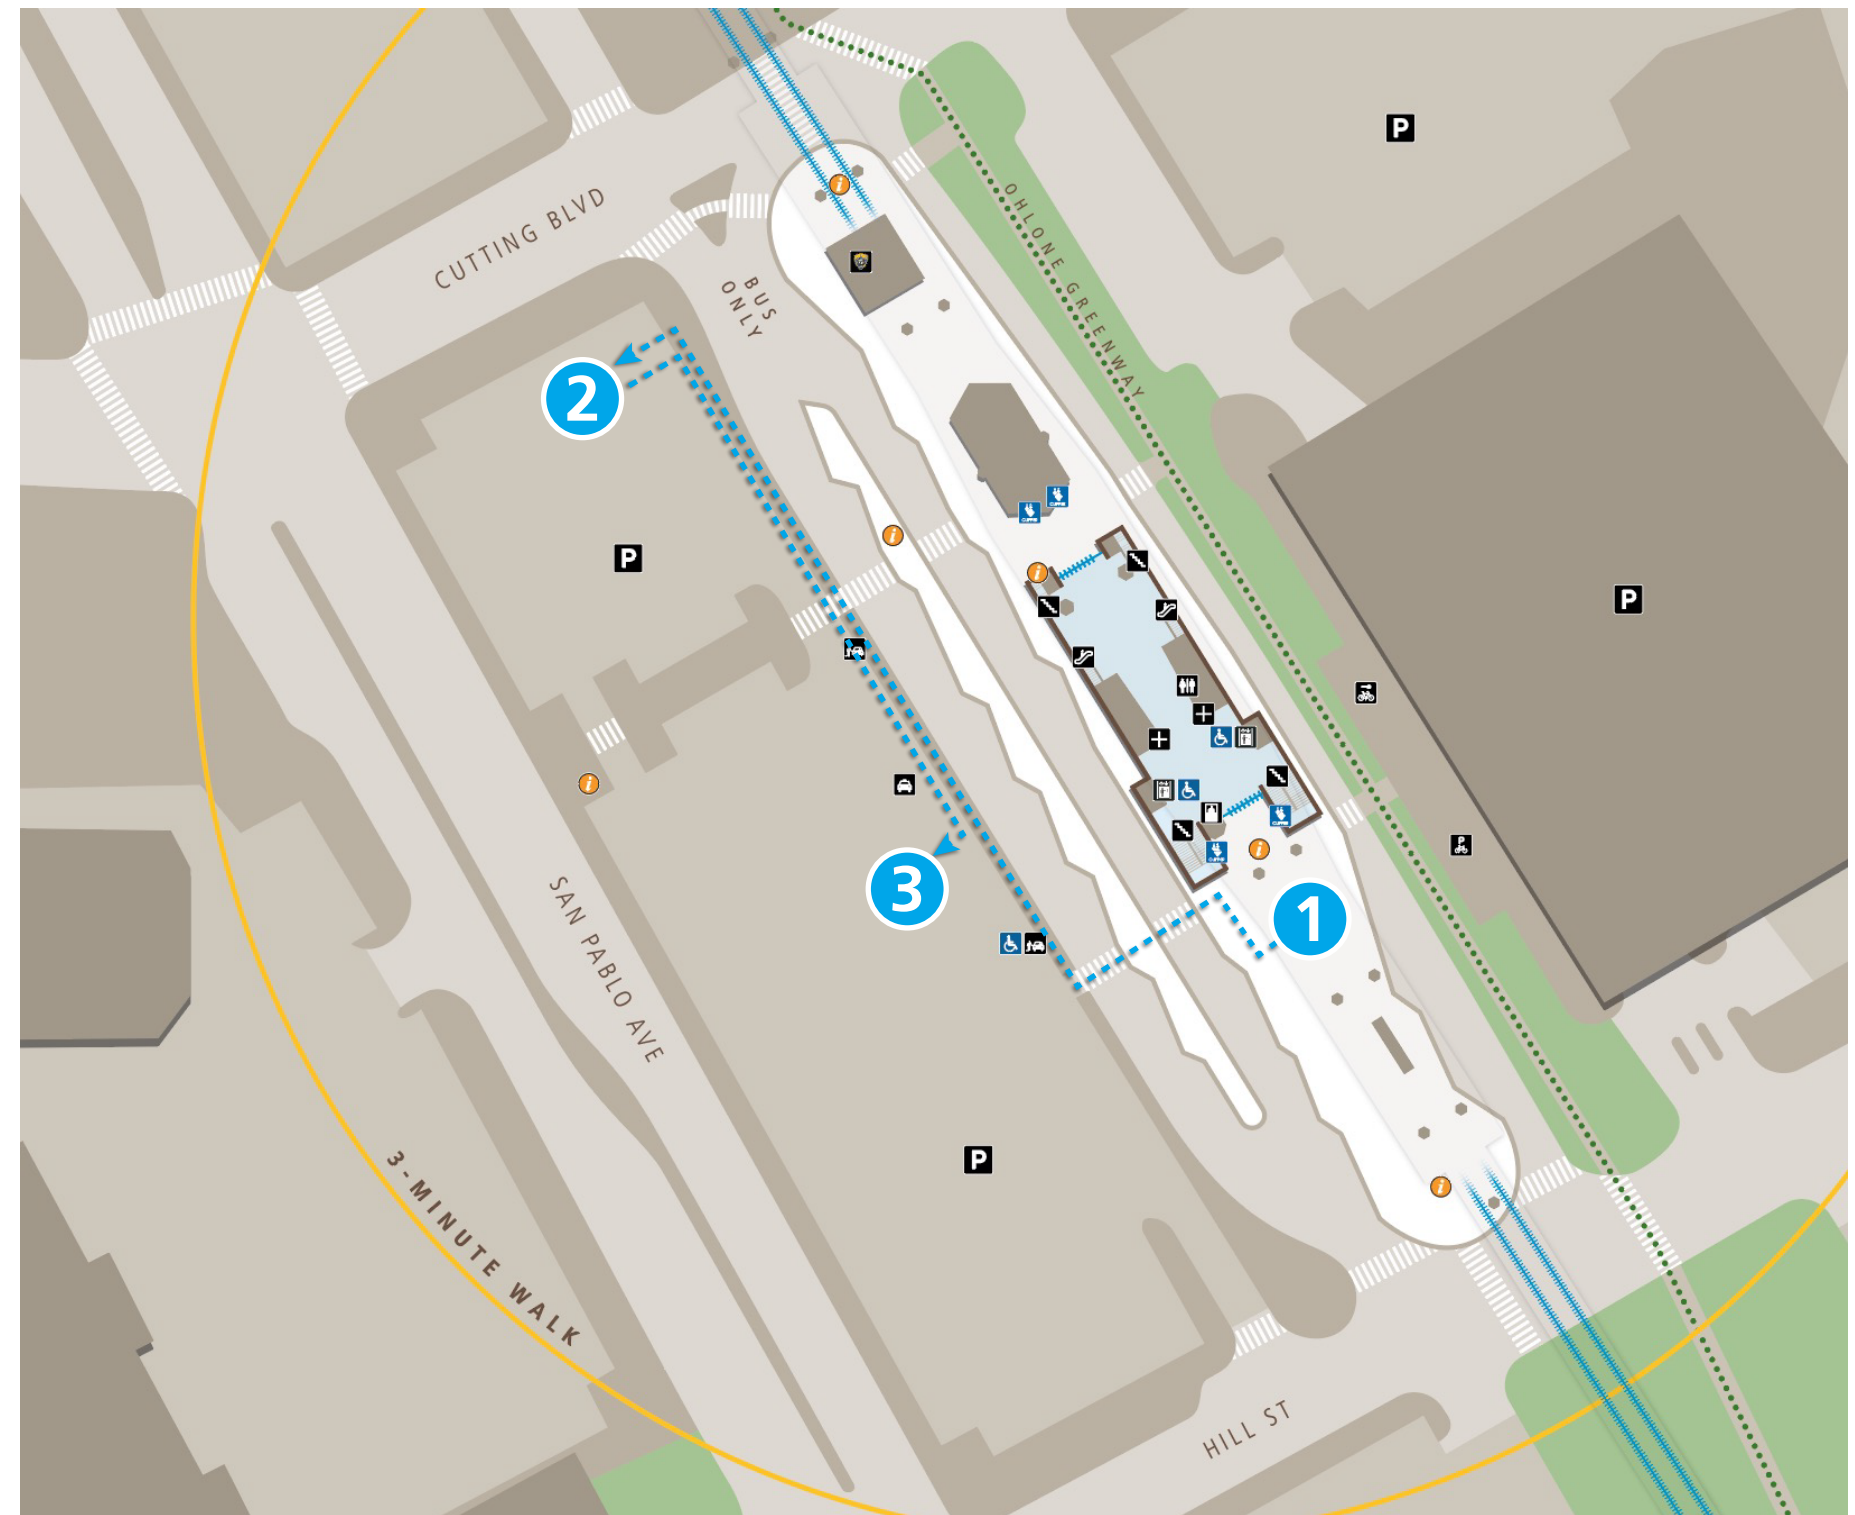 CUTTING BLVD
BUS
ONLY
OHLONE GREENWAY
P
i
2
P
i
i
P
i
SAN PABLO AVE
3
i
1
P
P
3-MINUTE WALK
i
HILL ST